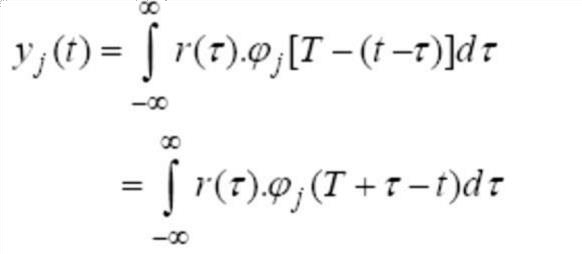 y_j(t) = ∫_{-∞}^{∞} r(τ).φ_j[T-(t-τ)]dτ
= ∫_{-∞}^{∞} r(τ).φ_j(T+τ-t)dτ